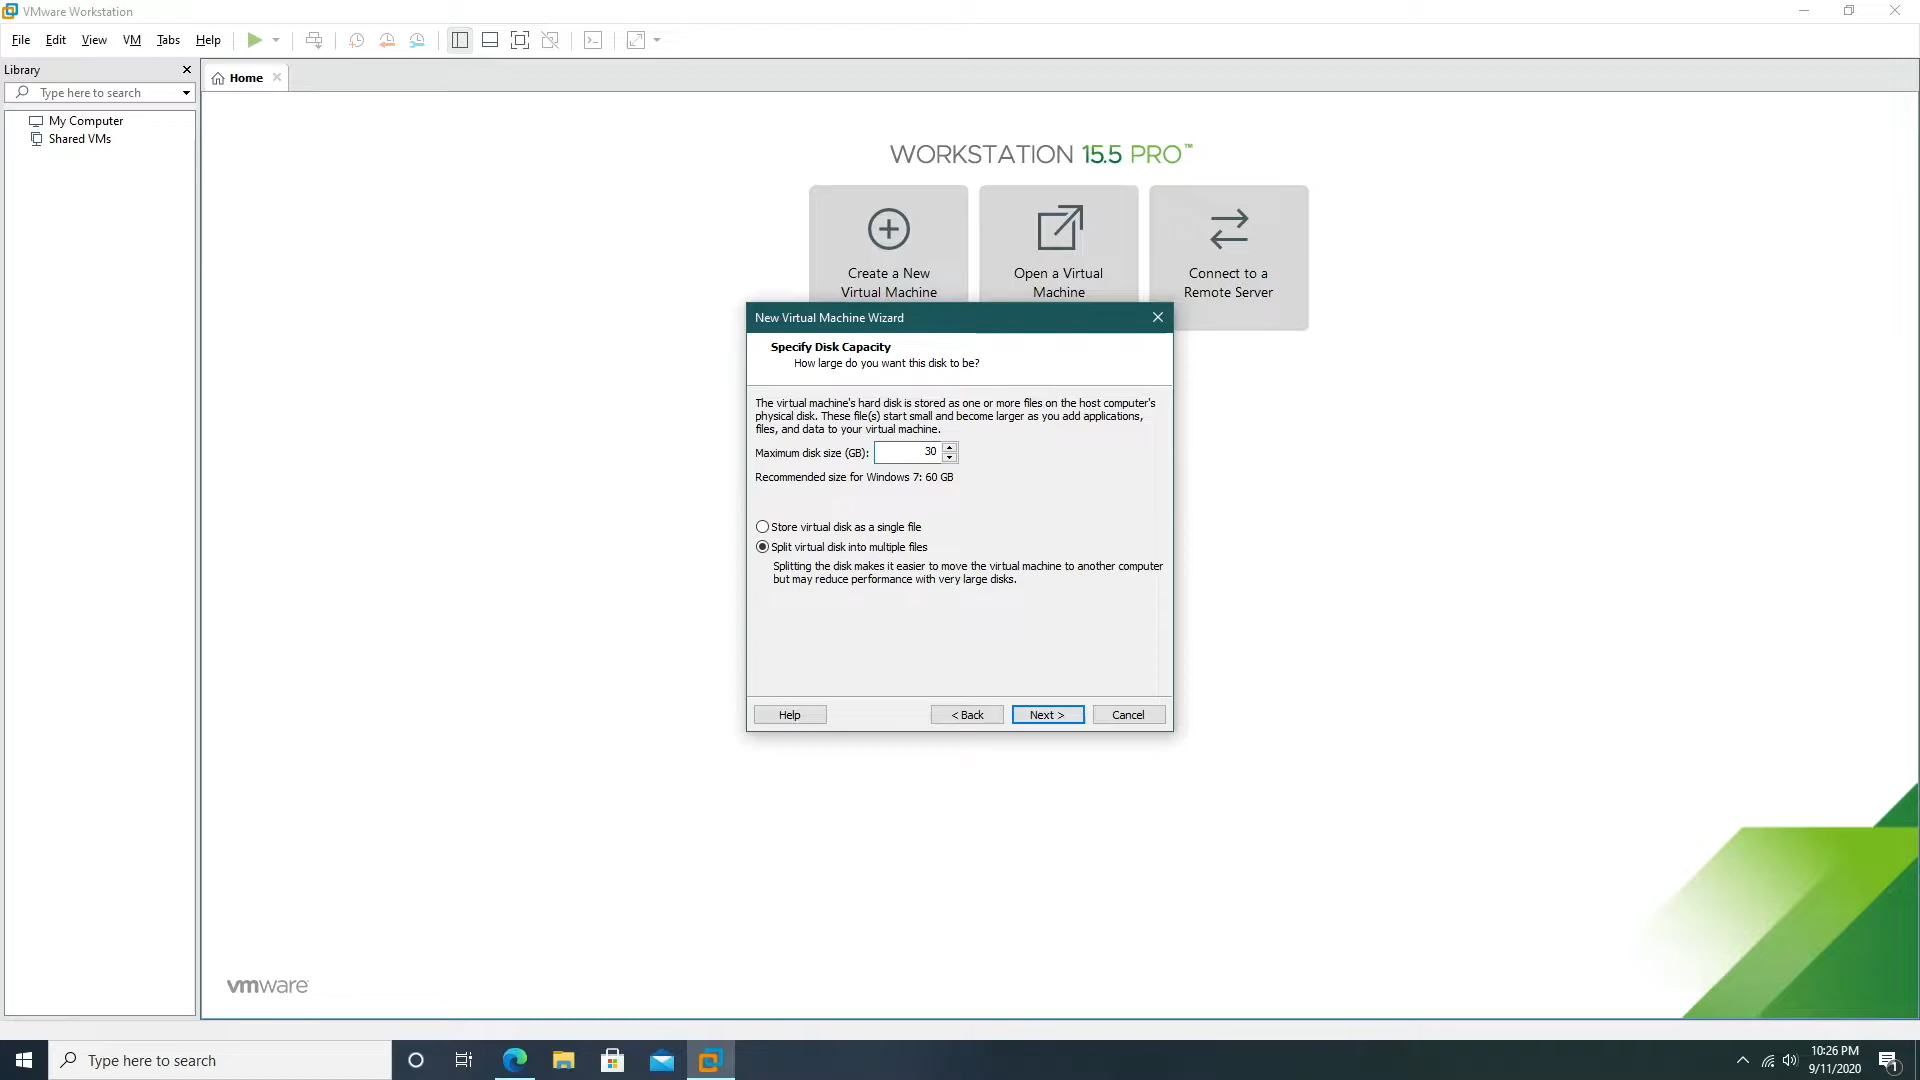 VMware Workstation
File Edit View VM Tabs Help
Library
Type here to search
My Computer
Shared VMs
Home
WORKSTATION 15.5 PRO™
Create a New
Virtual Machine
Open a Virtual
Machine
Connect to a
Remote Server
New Virtual Machine Wizard
Specify Disk Capacity
How large do you want this disk to be?
The virtual machine's hard disk is stored as one or more files on the host computer's
physical disk. These file(s) start small and become larger as you add applications,
files, and data to your virtual machine.
Maximum disk size (GB): 30
Recommended size for Windows 7: 60 GB
Store virtual disk as a single file
Split virtual disk into multiple files
Splitting the disk makes it easier to move the virtual machine to another computer
but may reduce performance with very large disks.
Help < Back Next > Cancel
vmware
Type here to search
10:26 PM
9/11/2020
1